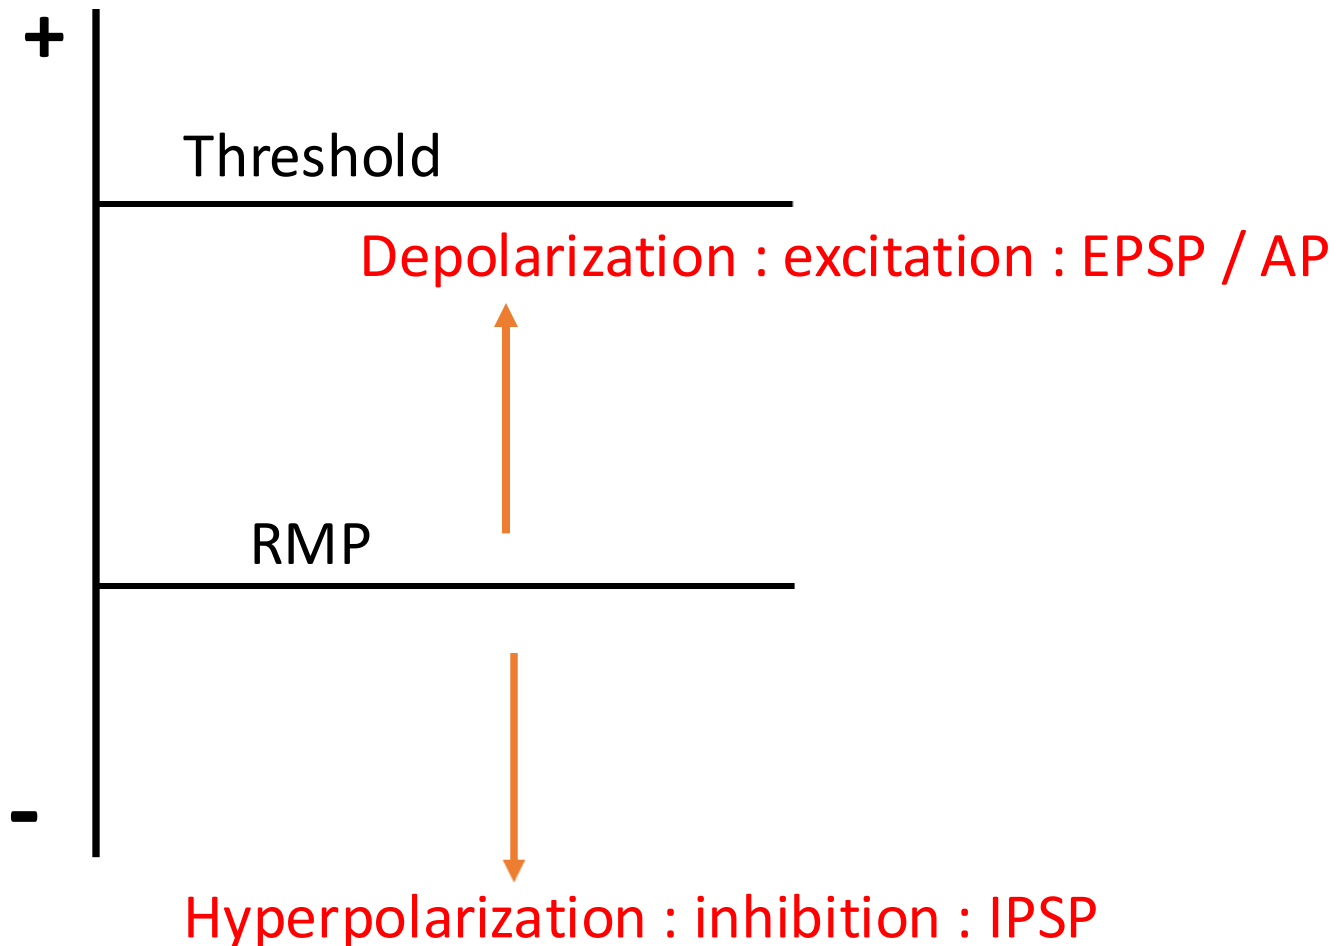 +
Threshold
Depolarization : excitation : EPSP / AP
RMP
-
Hyperpolarization : inhibition : IPSP